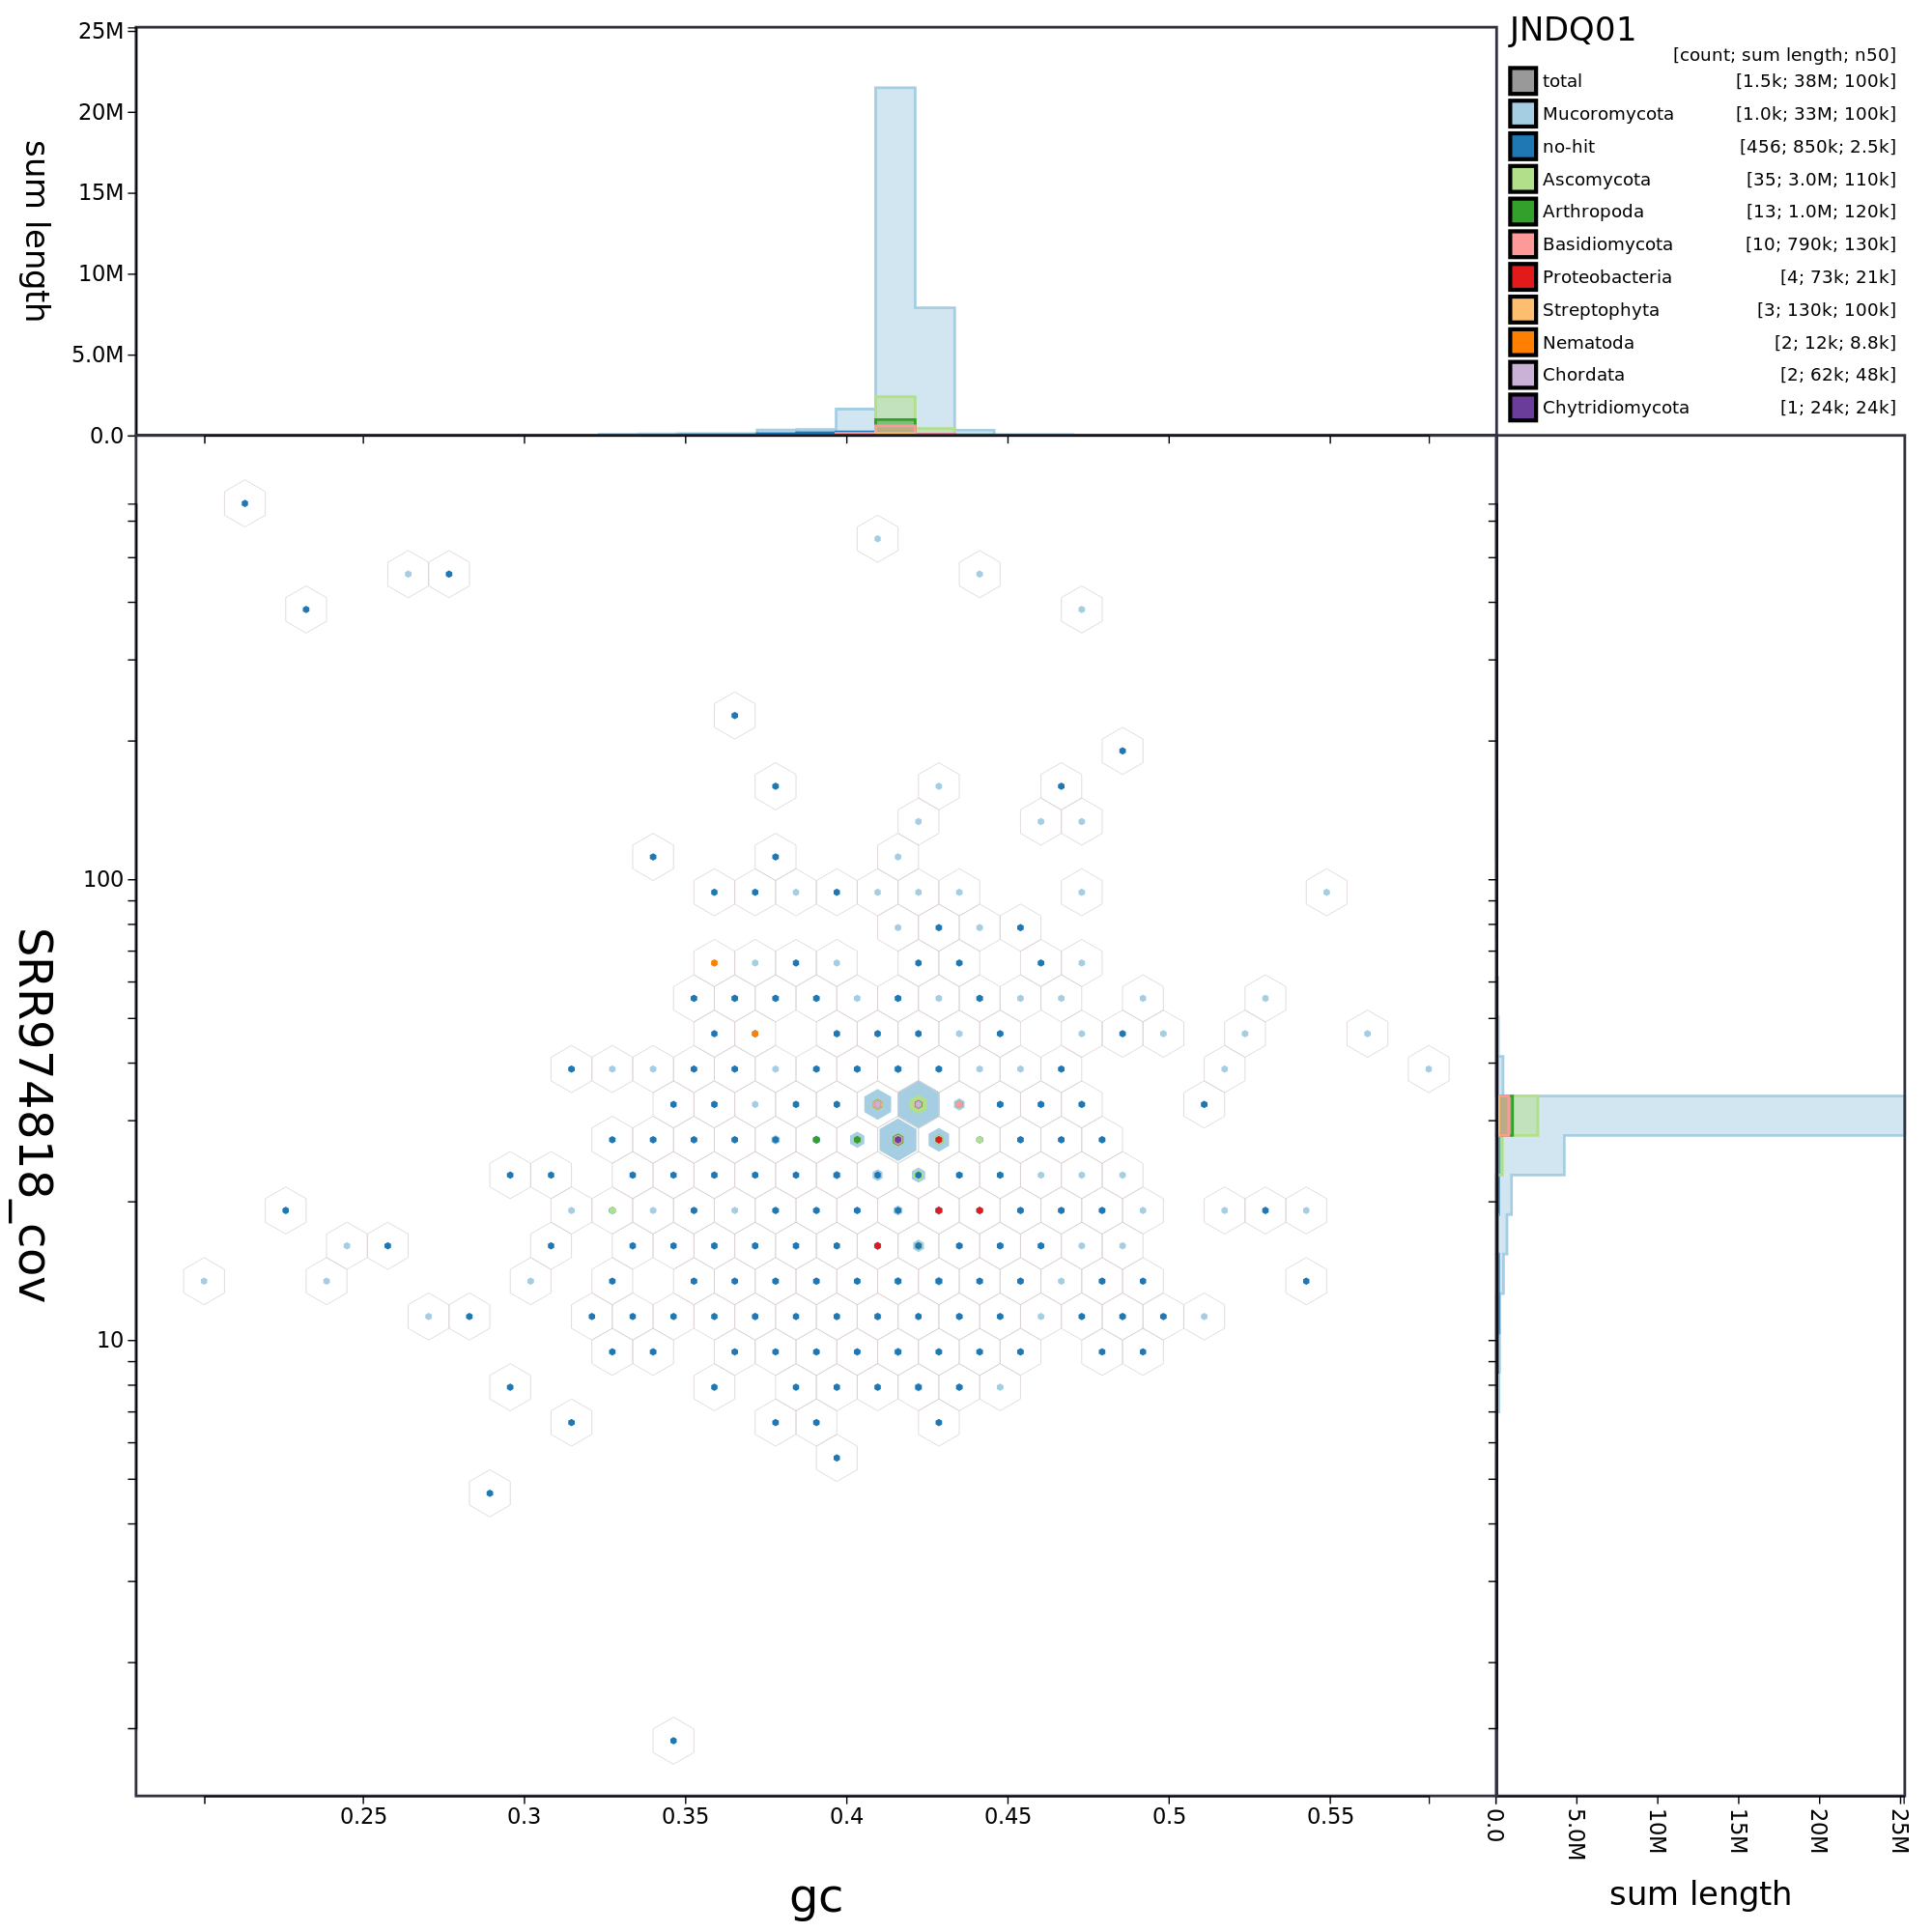 JNDQ01
[count; sum length; n50]
total [1.5k; 38M; 100k]
Mucoromycota [1.0k; 33M; 100k]
no-hit [456; 850k; 2.5k]
Ascomycota [35; 3.0M; 110k]
Arthropoda [13; 1.0M; 120k]
Basidiomycota [10; 790k; 130k]
Proteobacteria [4; 73k; 21k]
Streptophyta [3; 130k; 100k]
Nematoda [2; 12k; 8.8k]
Chordata [2; 62k; 48k]
Chytridiomycota [1; 24k; 24k]
25M
20M
15M
10M
5.0M
0.0
sum length
100
10
SRR974818_cov
0.25 0.3 0.35 0.4 0.45 0.5 0.55
gc
0.0 5.0M 10M 15M 20M 25M
sum length